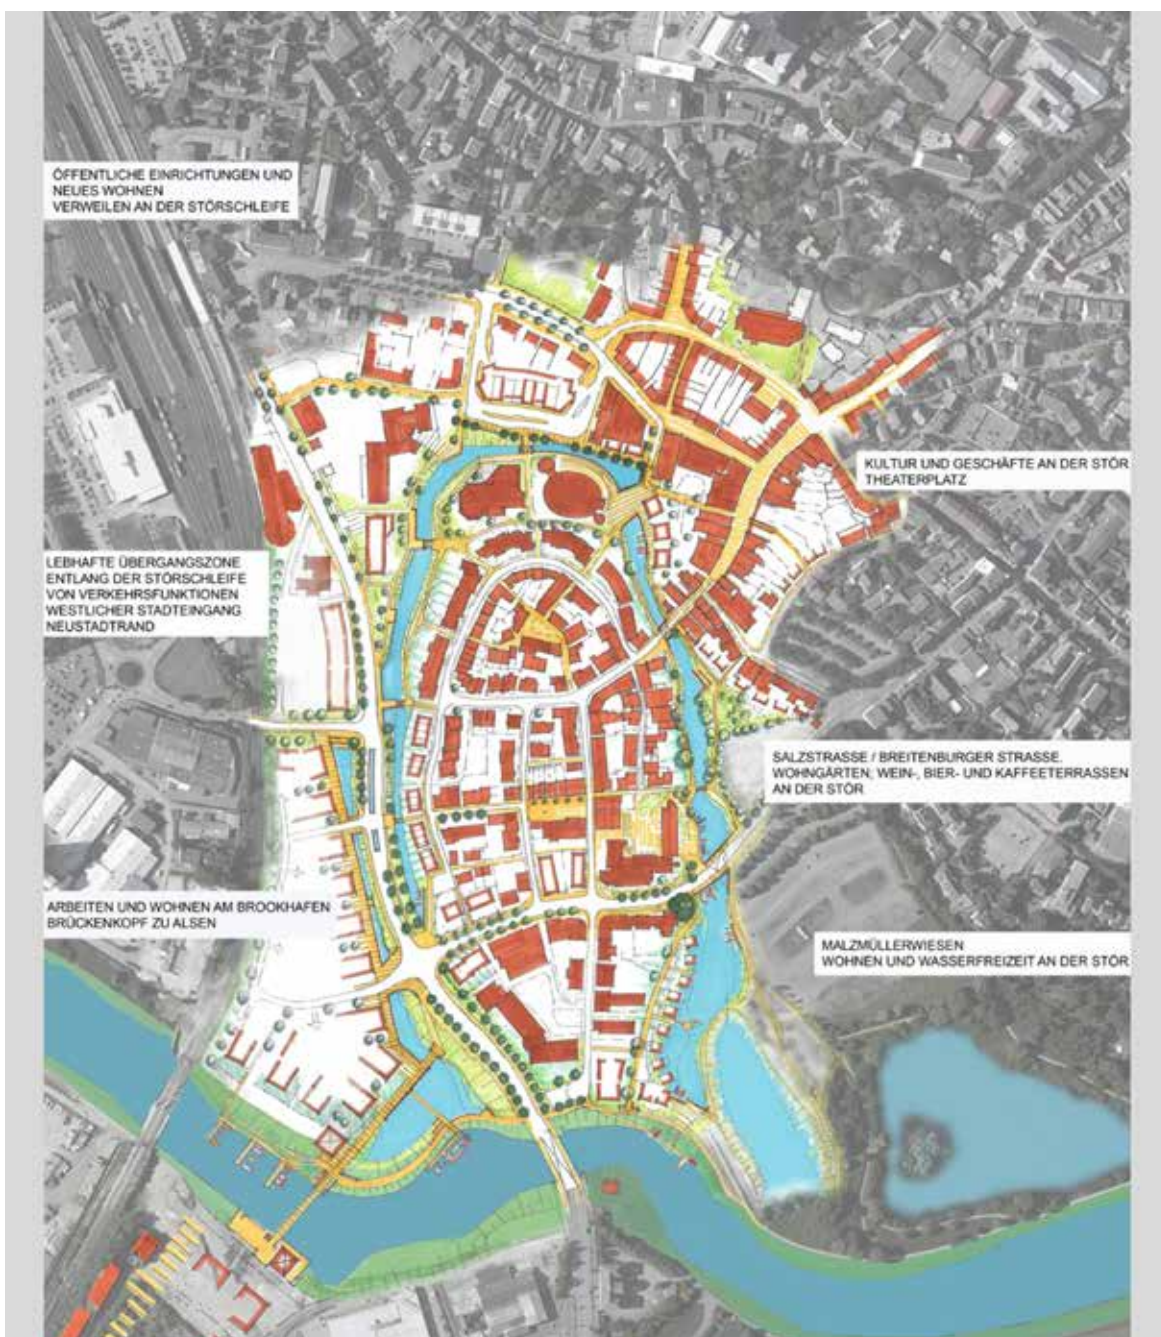 ÖFFENTLICHE EINRICHTUNGEN UND
NEUES WOHNEN
VERWEILEN AN DER STÖRSCHLEIFE
KULTUR UND GESCHÄFTE AN DER STÖR
THEATERPLATZ
LEBHAFTE ÜBERGANGSZONE
ENTLANG DER STÖRSCHLEIFE
VON VERKEHRSFUNKTIONEN
WESTLICHER STADTEINGANG
NEUSTADTRAND
SALZSTRASSE / BREITENBURGER STRASSE.
WOHNGÄRTEN; WEIN-, BIER- UND KAFFEETERRASSEN
AN DER STÖR
ARBEITEN UND WOHNEN AM BROOKHAFEN
BRÜCKENKOPF ZU ALSEN
MALZMÜLLERWIESEN
WOHNEN UND WASSERFREIZEIT AN DER STÖR